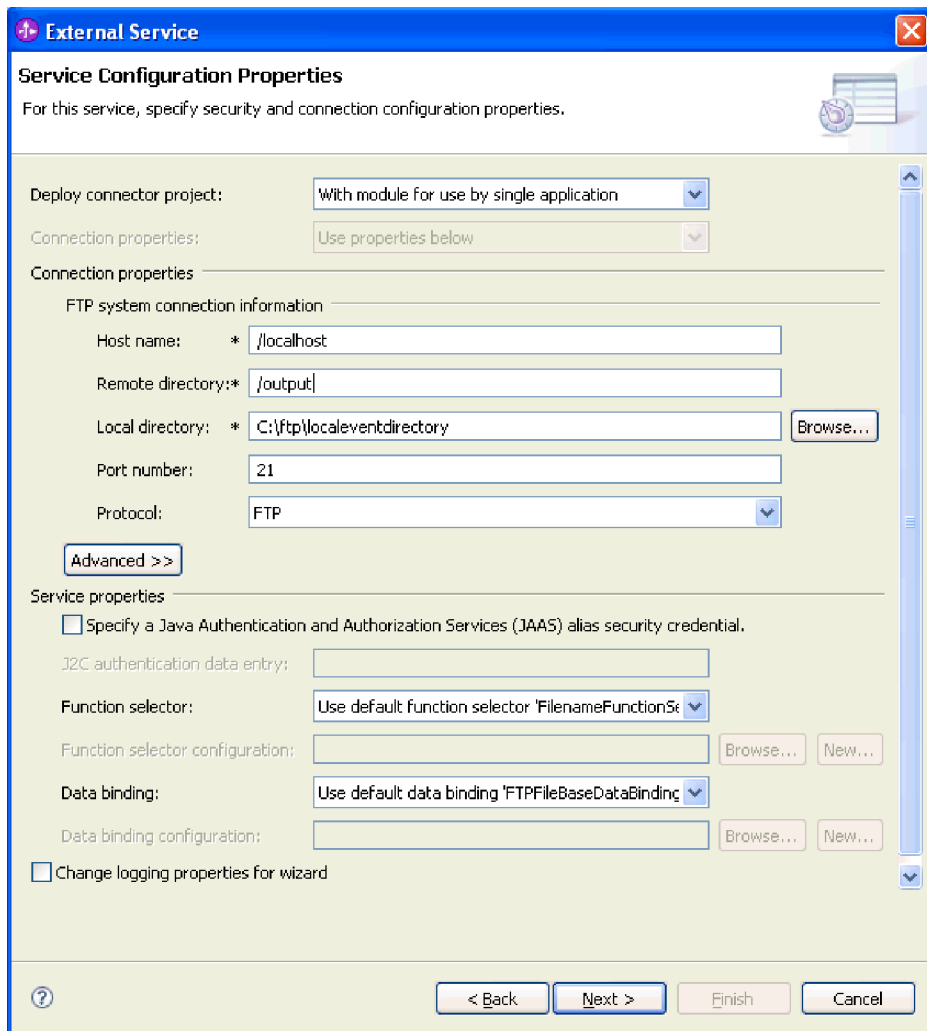 External Service
Service Configuration Properties
For this service, specify security and connection configuration properties.
Deploy connector project: With module for use by single application
Connection properties: Use properties below
Connection properties
FTP system connection information
Host name: * /localhost
Remote directory:* /output
Local directory: * C:\ftp\localeventdirectory Browse...
Port number: 21
Protocol: FTP
Advanced >>
Service properties
Specify a Java Authentication and Authorization Services (JAAS) alias security credential.
J2C authentication data entry:
Function selector: Use default function selector 'FilenameFunctionSe
Function selector configuration: Browse... New...
Data binding: Use default data binding 'FTPFileBaseDataBinding
Data binding configuration: Browse... New...
Change logging properties for wizard
? < Back Next > Finish Cancel